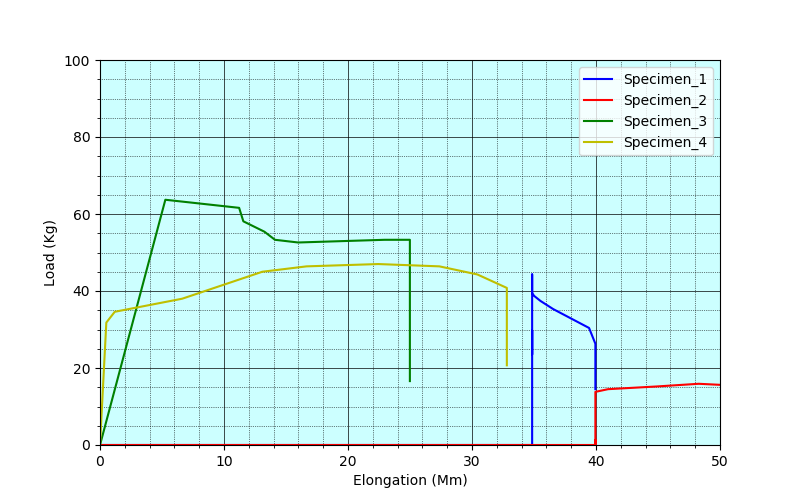 100
80
60
40
20
0
Load (Kg)
Specimen_1
Specimen_2
Specimen_3
Specimen_4
0 10 20 30 40 50
Elongation (Mm)